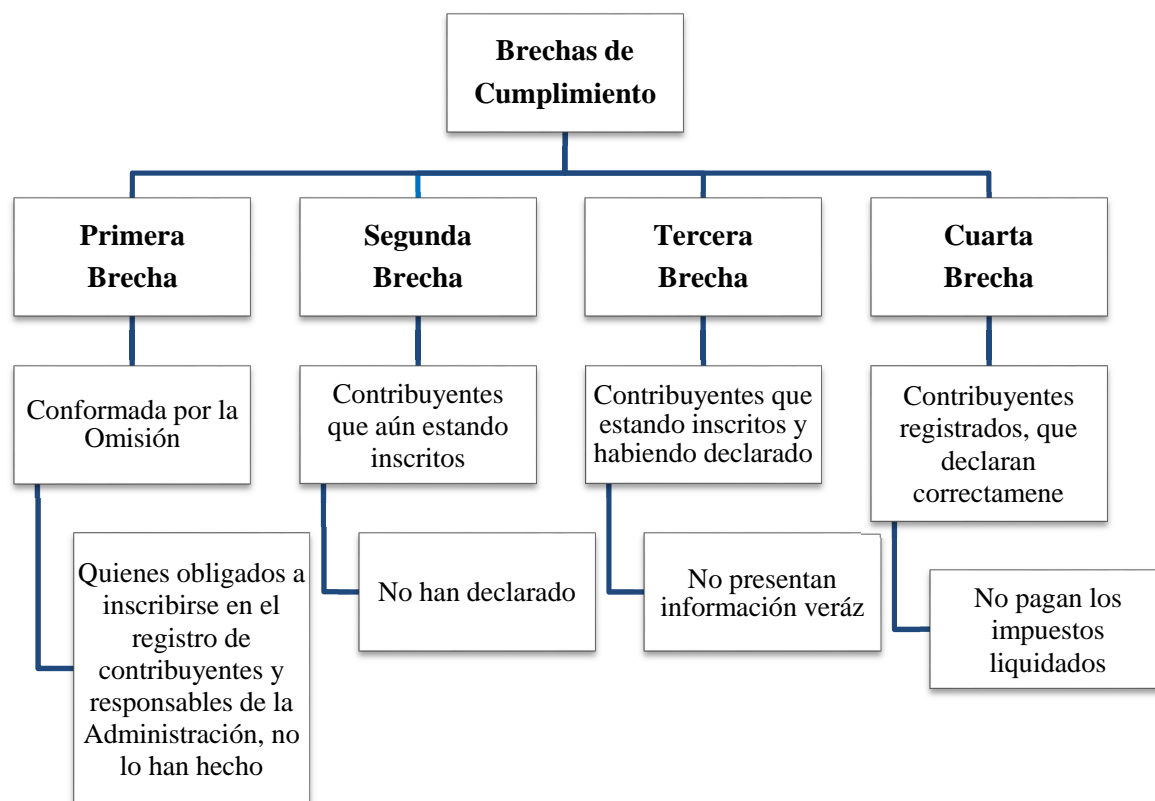 Brechas de
Cumplimiento
Primera
Brecha
Segunda
Brecha
Tercera
Brecha
Cuarta
Brecha
Conformada por la
Omisión
Contribuyentes
que aún estando
inscritos
Contribuyentes que
estando inscritos y
habiendo declarado
Contribuyentes
registrados, que
declaran
correctamene
Quienes obligados a
inscribirse en el
registro de
contribuyentes y
responsables de la
Administración, no
lo han hecho
No han declarado
No presentan
información veráz
No pagan los
impuestos
liquidados